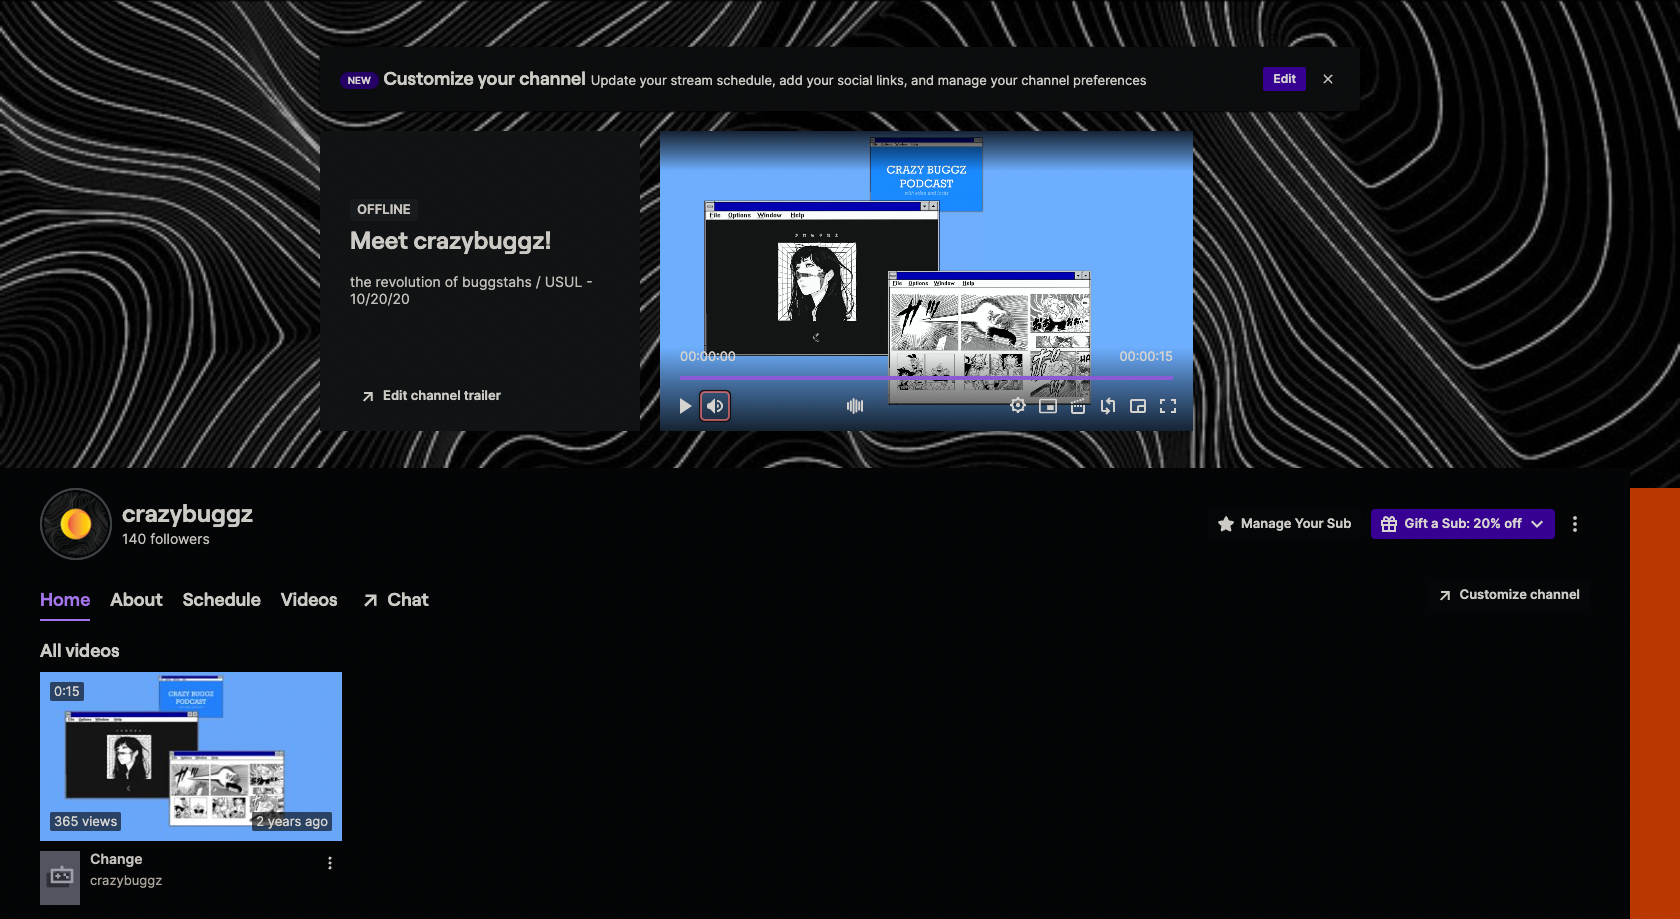 NEW Customize your channel Update your stream schedule, add your social links, and manage your channel preferences Edit
OFFLINE
Meet crazybuggz!
the revolution of buggstahs / USUL -
10/20/20
Edit channel trailer
CRAZY BUGGZ
PODCAST
File Options Window Help
File Options Window Help
00:00:00 00:00:15
crazybuggz
140 followers
Manage Your Sub Gift a Sub: 20% off
Home About Schedule Videos Chat
Customize channel
All videos
0:15
CRAZY BUGGZ
PODCAST
365 views 2 years ago
Change
crazybuggz